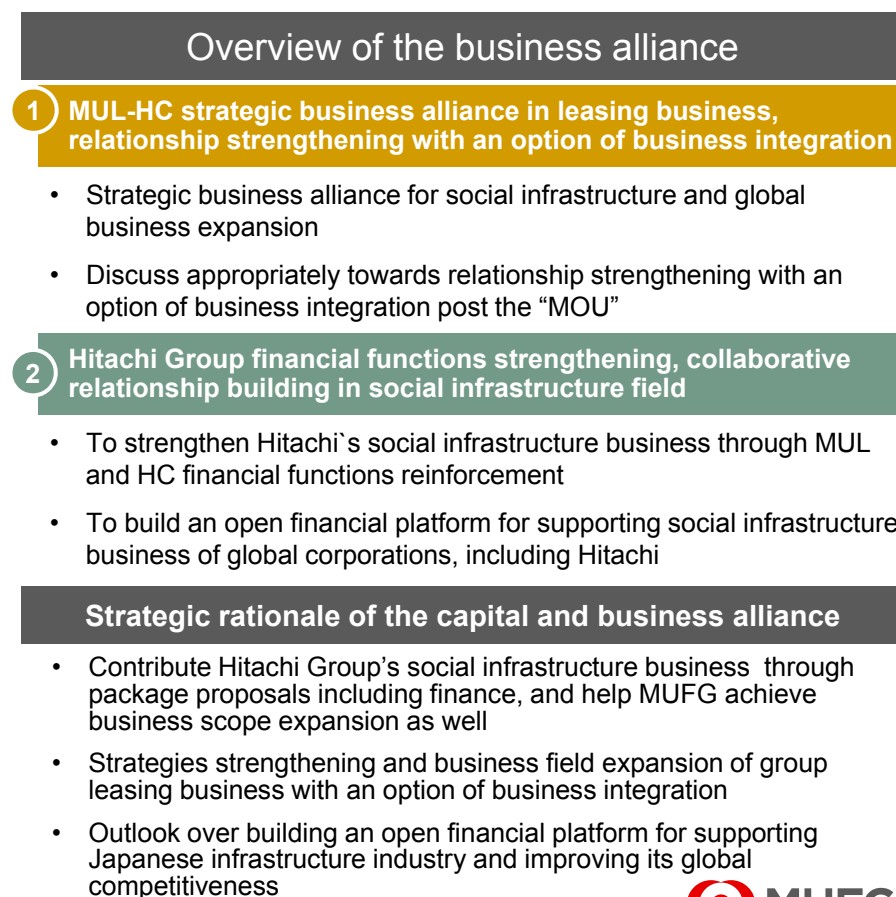 Overview of the business alliance
1 MUL-HC strategic business alliance in leasing business,
relationship strengthening with an option of business integration
• Strategic business alliance for social infrastructure and global
business expansion
• Discuss appropriately towards relationship strengthening with an
option of business integration post the “MOU”
2 Hitachi Group financial functions strengthening, collaborative
relationship building in social infrastructure field
• To strengthen Hitachi`s social infrastructure business through MUL
and HC financial functions reinforcement
• To build an open financial platform for supporting social infrastructure
business of global corporations, including Hitachi
Strategic rationale of the capital and business alliance
• Contribute Hitachi Group’s social infrastructure business through
package proposals including finance, and help MUFG achieve
business scope expansion as well
• Strategies strengthening and business field expansion of group
leasing business with an option of business integration
• Outlook over building an open financial platform for supporting
Japanese infrastructure industry and improving its global
competitiveness
MUFG